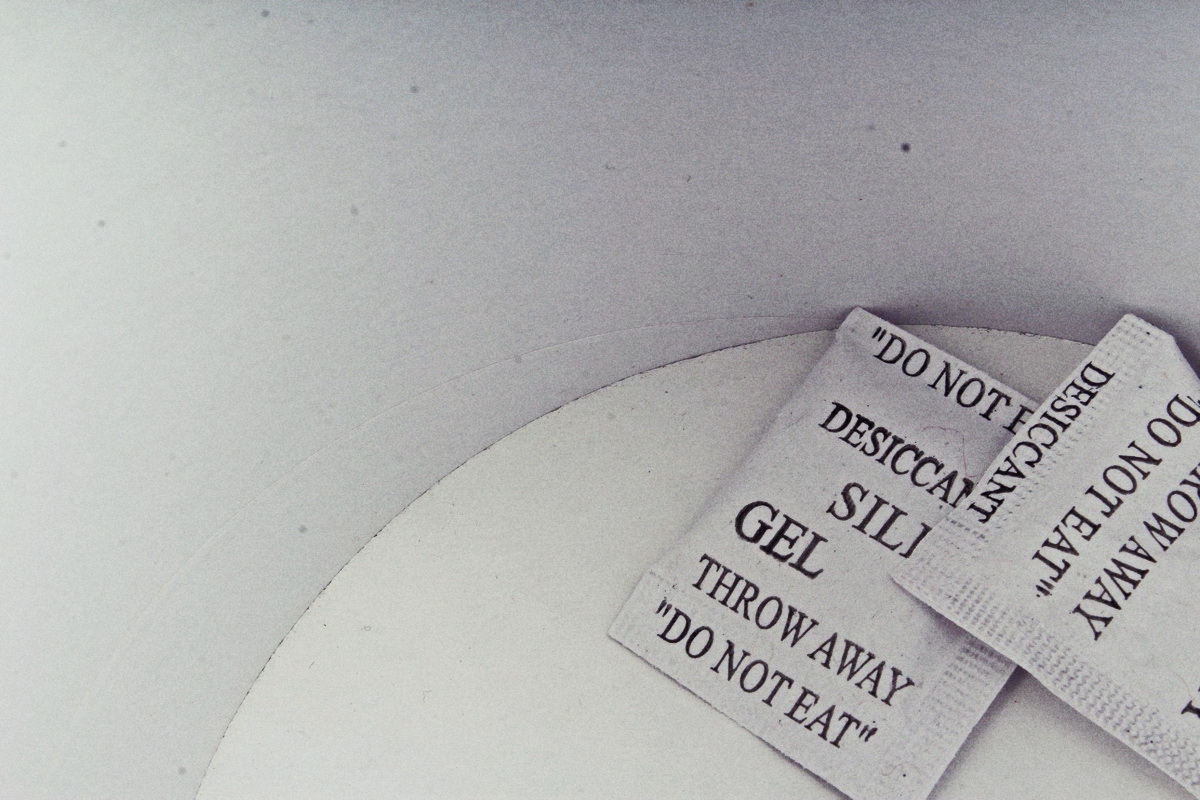 "DO NOT
DESICCAN
SILI
GEL
THROW AWAY
"DO NOT EAT"
DESICCANT
"DO NOT EAT"
THROW AWAY